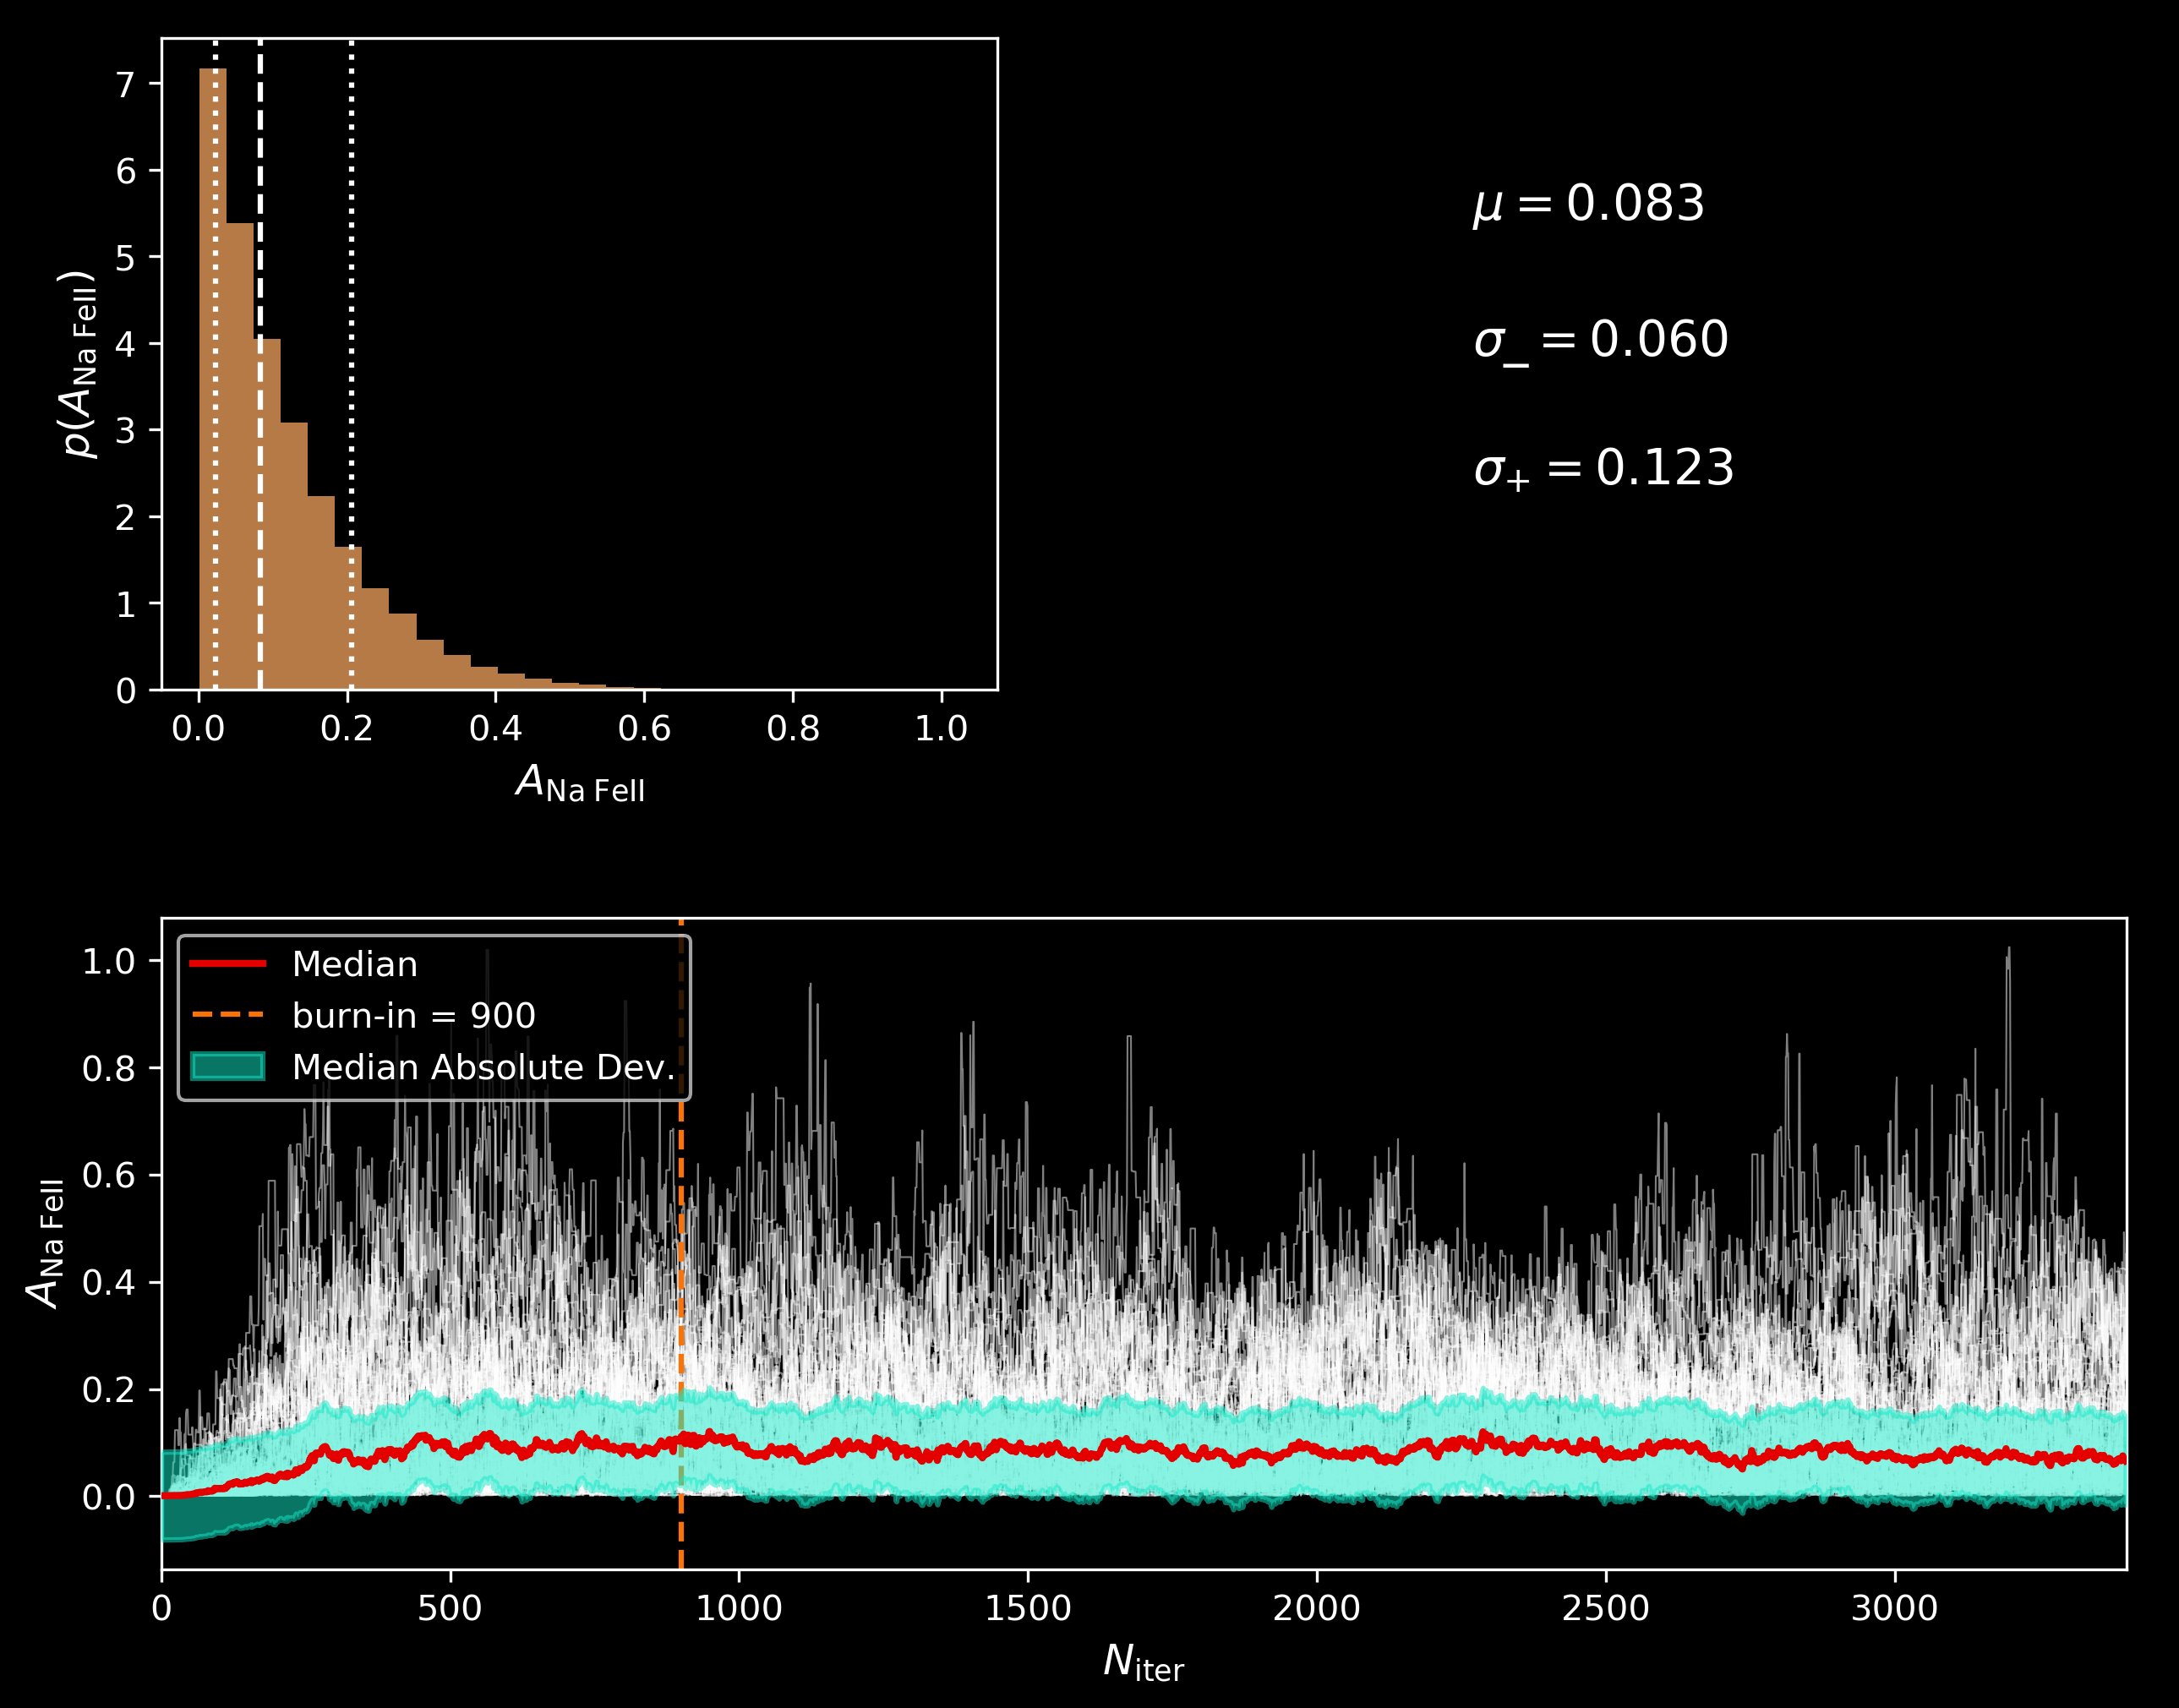 7
6
5
4
3
2
1
0
p(A_Na FeII)
0.0 0.2 0.4 0.6 0.8 1.0
A_Na FeII
μ = 0.083
σ_− = 0.060
σ_+ = 0.123
Median
burn-in = 900
Median Absolute Dev.
1.0
0.8
0.6
0.4
0.2
0.0
A_Na FeII
0 500 1000 1500 2000 2500 3000
N_iter